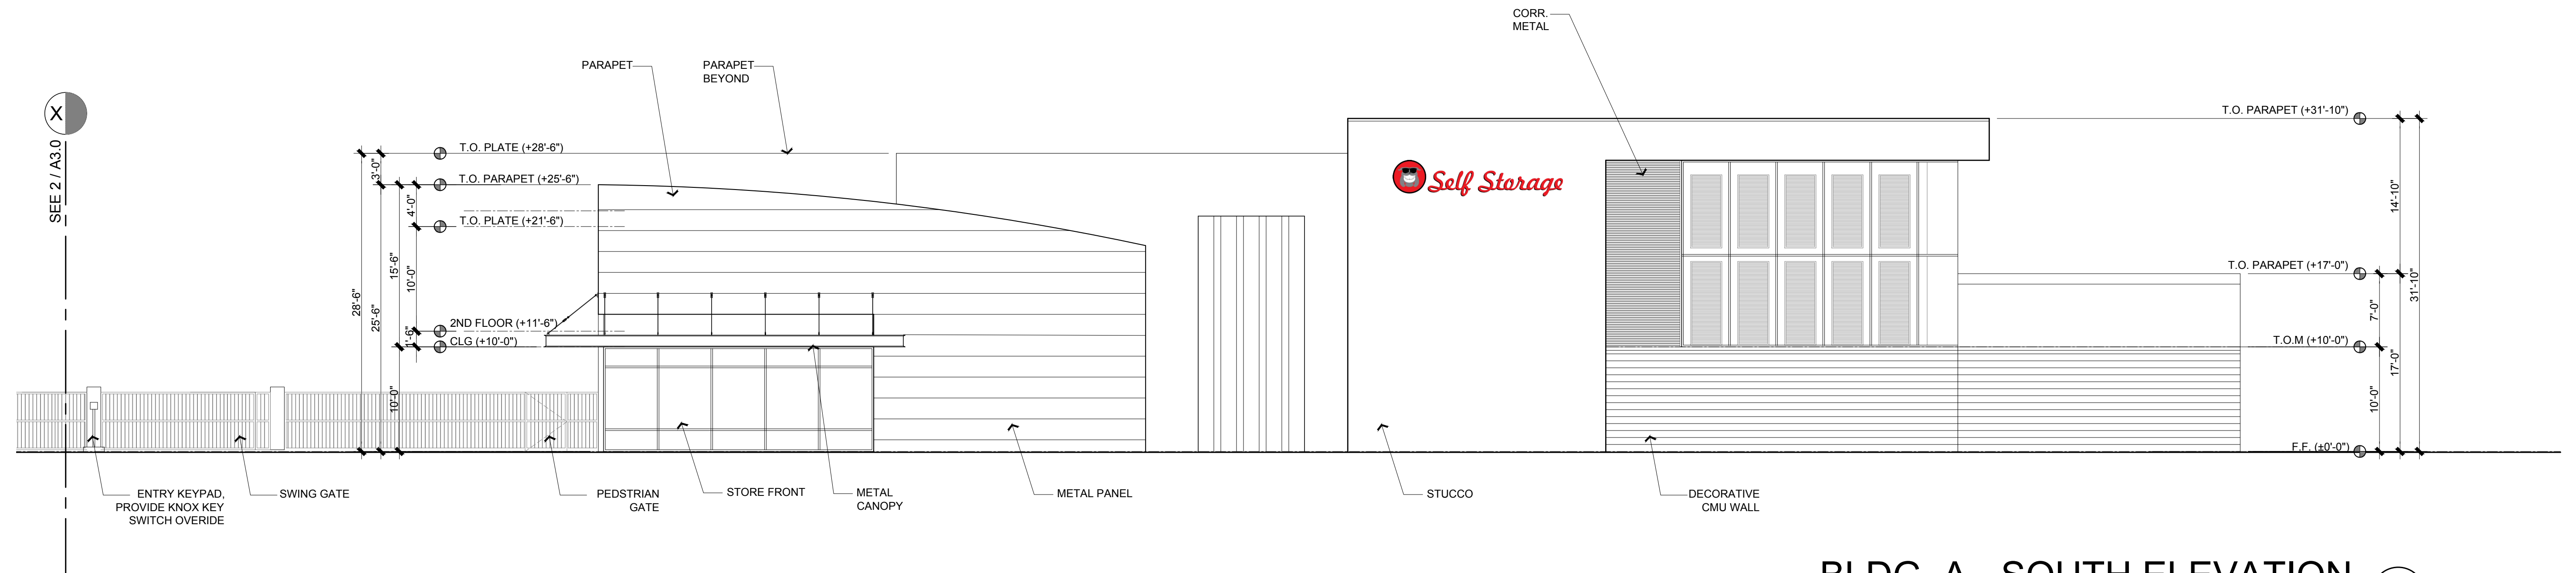 CORR.
METAL
PARAPET
PARAPET
BEYOND
X
SEE 2 / A3.0
T.O. PLATE (+28'-6")
T.O. PARAPET (+25'-6")
T.O. PLATE (+21'-6")
2ND FLOOR (+11'-6")
CLG (+10'-0")
28'-6"
3'-0"
25'-6"
15'-6"
10'-0"
4'-0"
10'-0"
1'-6"
Self Storage
T.O. PARAPET (+31'-10")
T.O. PARAPET (+17'-0")
T.O.M (+10'-0")
F.F. (±0'-0")
7'-0"
10'-0"
14'-10"
17'-0"
31'-10"
ENTRY KEYPAD,
PROVIDE KNOX KEY
SWITCH OVERIDE
SWING GATE
PEDSTRIAN
GATE
STORE FRONT
METAL
CANOPY
METAL PANEL
STUCCO
DECORATIVE
CMU WALL
BLDG. A - SOUTH ELEVATION